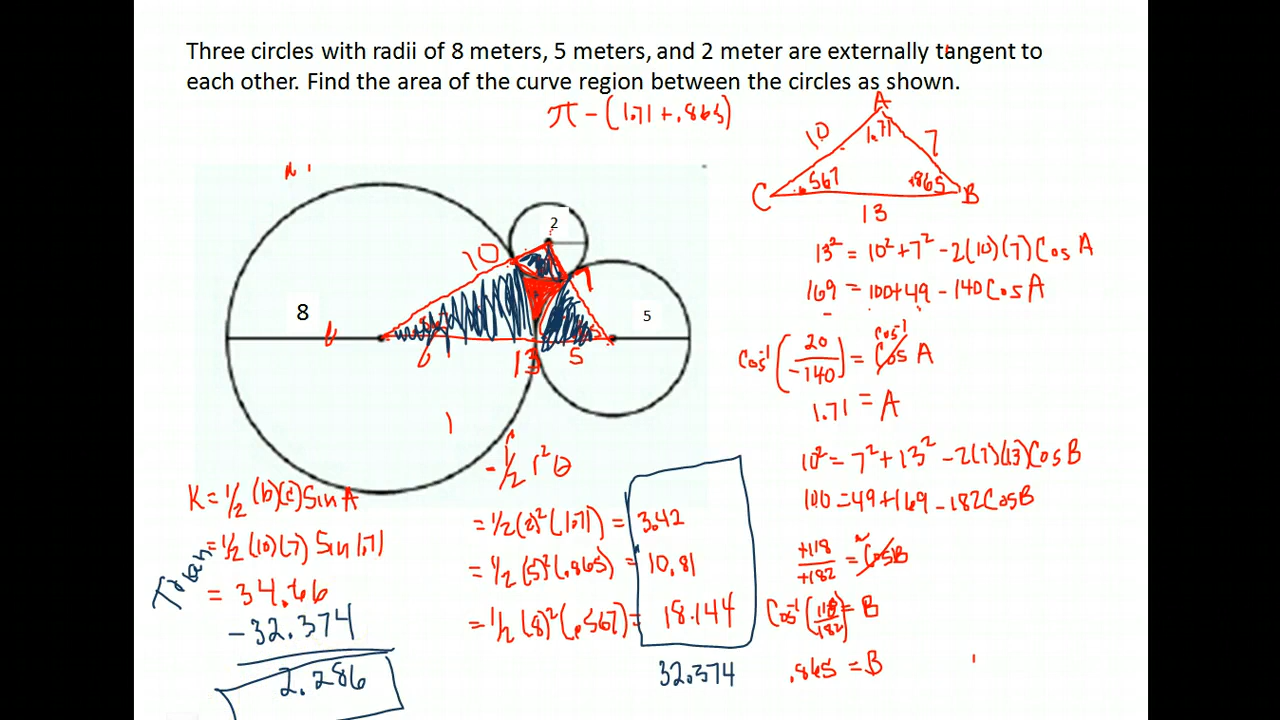 Three circles with radii of 8 meters, 5 meters, and 2 meter are externally tangent to
each other. Find the area of the curve region between the circles as shown.
π - (1.71 + .865)
A
10
1.71
7
C
.567
.865
B
13
2
10
7
8
5
13
5
13² = 10² + 7² - 2(10)(7) Cos A
169 = 100 + 49 - 140 Cos A
Cos⁻¹ (20/-140) = Cos⁻¹ Cos A
1.71 = A
10² = 7² + 13² - 2(7)(13) Cos B
100 = 49 + 169 - 182 Cos B
+118/+182 = Cos B
Cos⁻¹ (118/182) = B
.865 = B
K = 1/2 (b)(c) Sin A
= 1/2 (10)(7) Sin 1.71
= 34.66
- 32.374
2.286
- 1/2 r²θ
= 1/2 (2)² (1.71) = 3.42
= 1/2 (5)² (.865) = 10.81
= 1/2 (8)² (.567) = 18.144
32.374